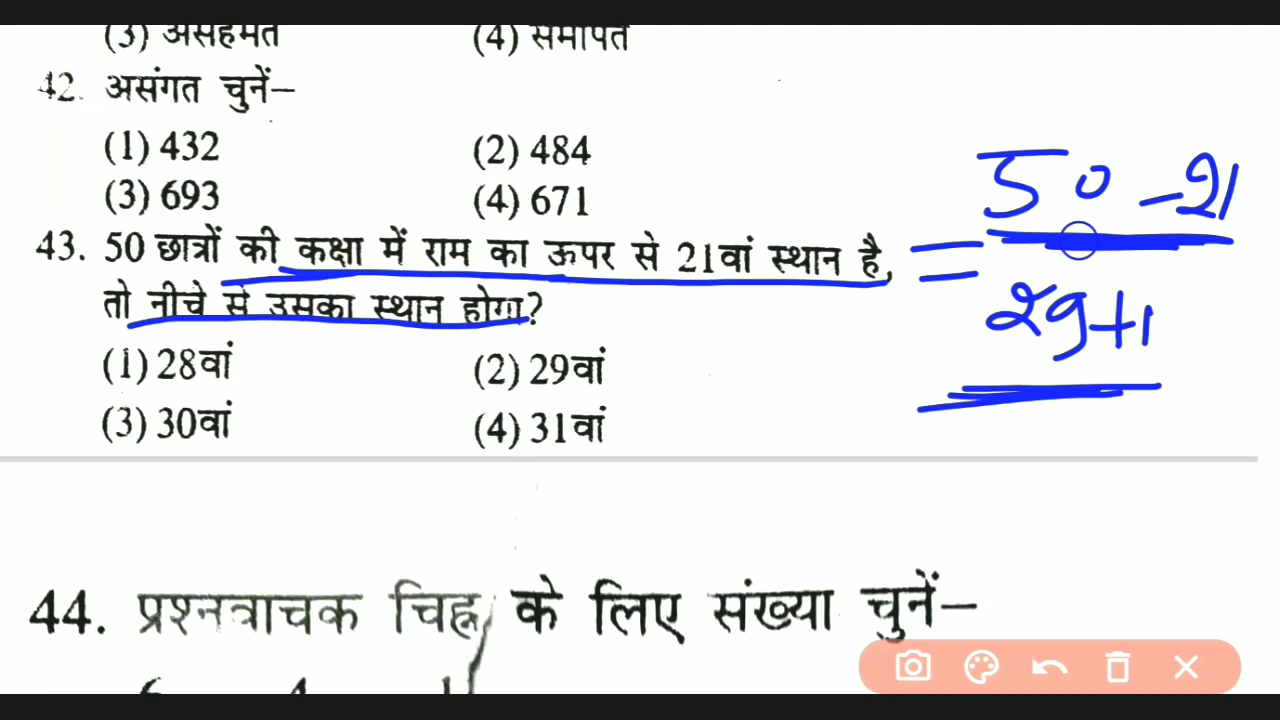 (3) असहमत (4) समापित
42. असंगत चुनें–
(1) 432 (2) 484
(3) 693 (4) 671
43. 50 छात्रों की कक्षा में राम का ऊपर से 21वां स्थान है,
तो नीचे से उसका स्थान होगा?
(1) 28वां (2) 29वां
(3) 30वां (4) 31वां
50 - 21
= 29+1
44. प्रश्नवाचक चिह्न के लिए संख्या चुनें–